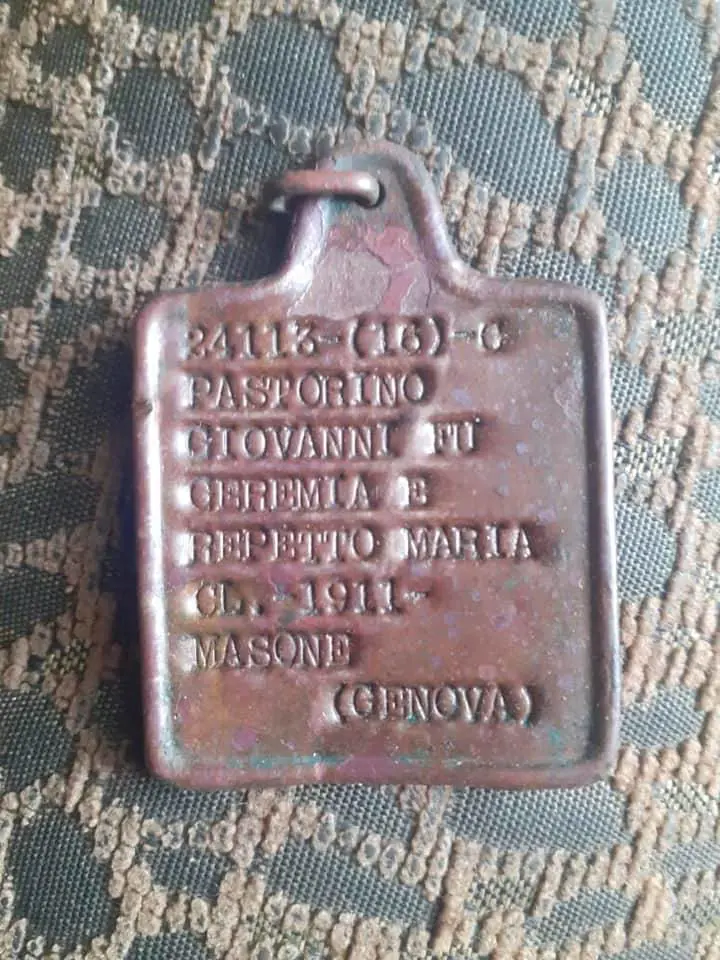 24113-(16)-C
PASTORINO
GIOVANNI FU
GEREMIA E
REPETTO MARIA
CL.-1911-
MASONE
(GENOVA)